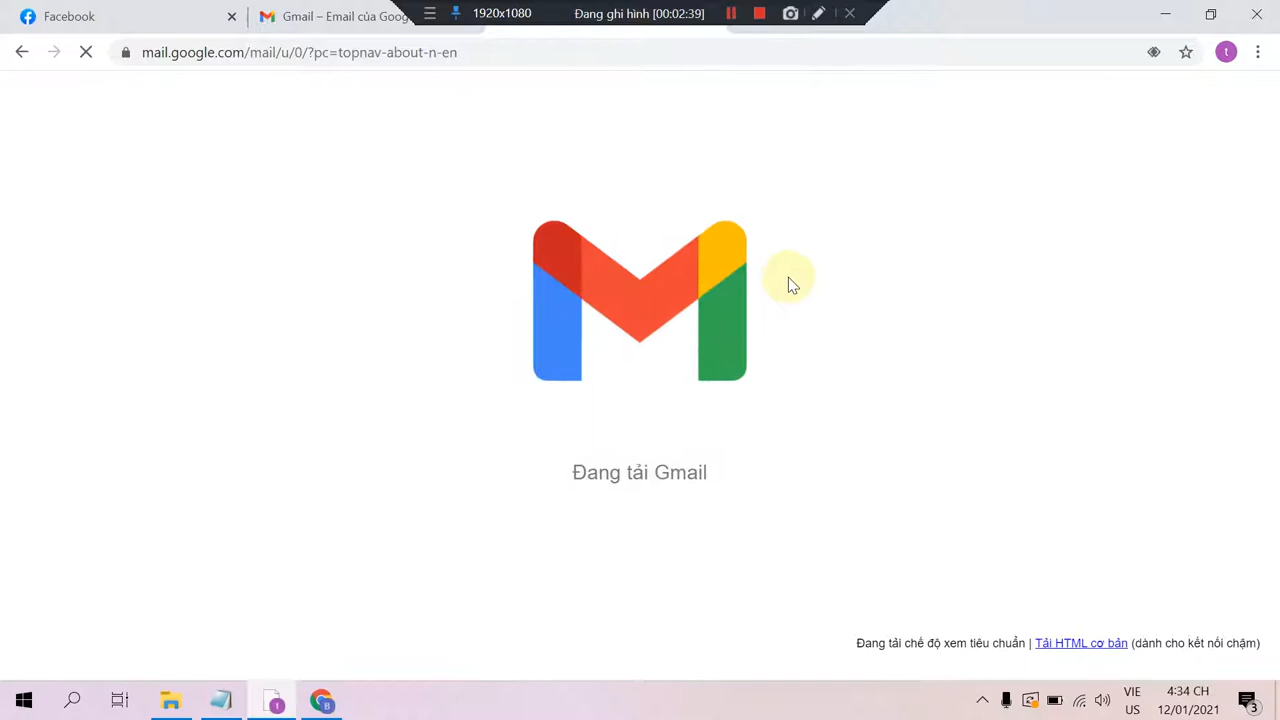 Facebook
Gmail – Email của Goog
1920x1080
Đang ghi hình [00:02:39]
mail.google.com/mail/u/0/?pc=topnav-about-n-en
t
Đang tải Gmail
Đang tải chế độ xem tiêu chuẩn | Tải HTML cơ bản (dành cho kết nối chậm)
t
B
VIE
US
4:34 CH
12/01/2021
3